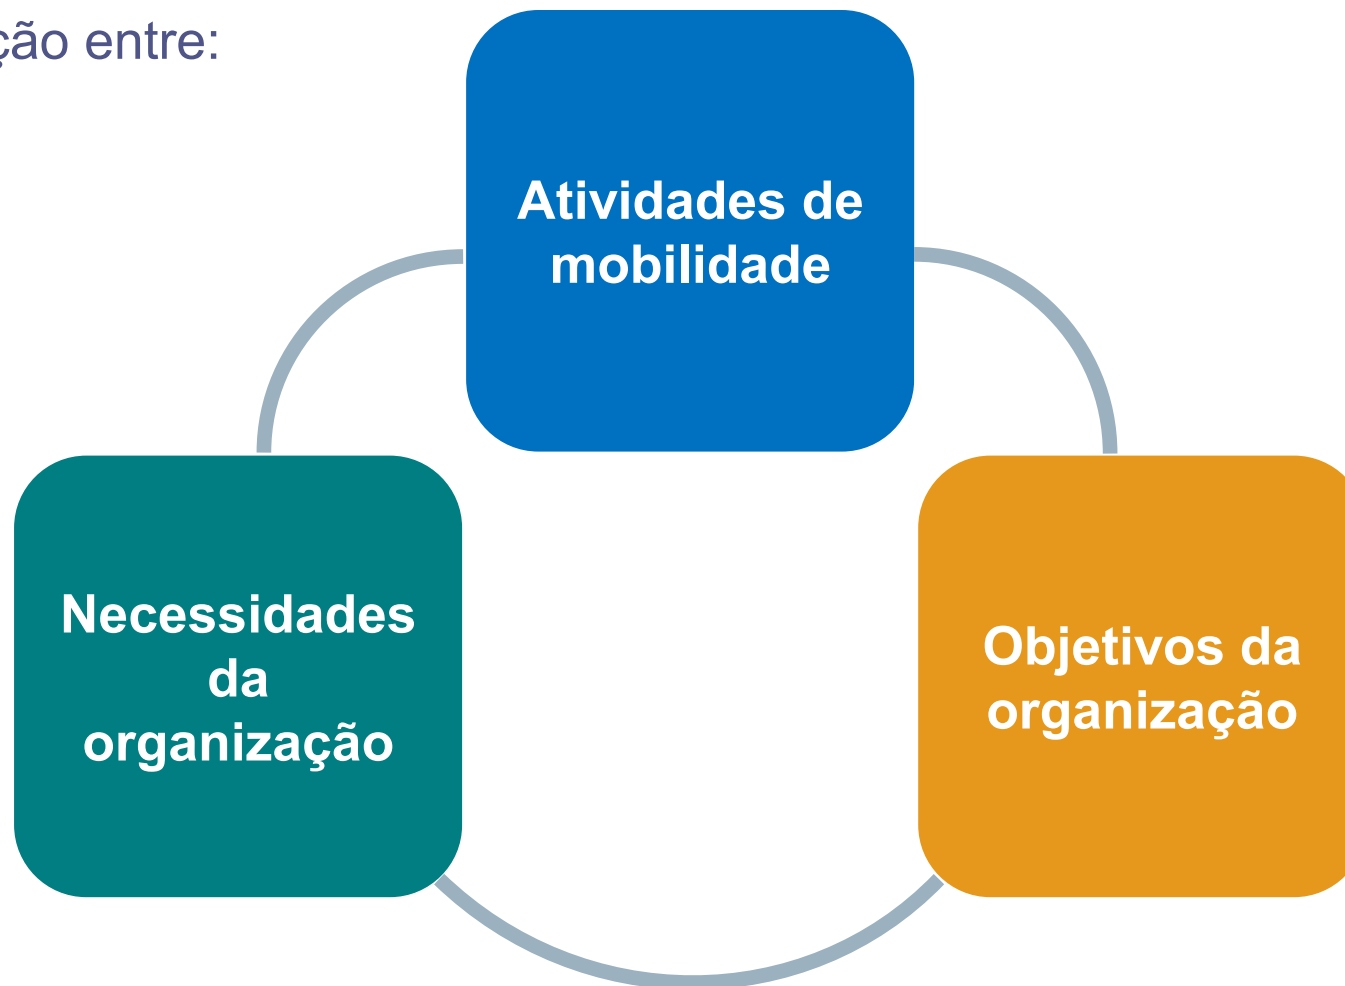 ção entre:
Atividades de
mobilidade
Necessidades
da
organização
Objetivos da
organização